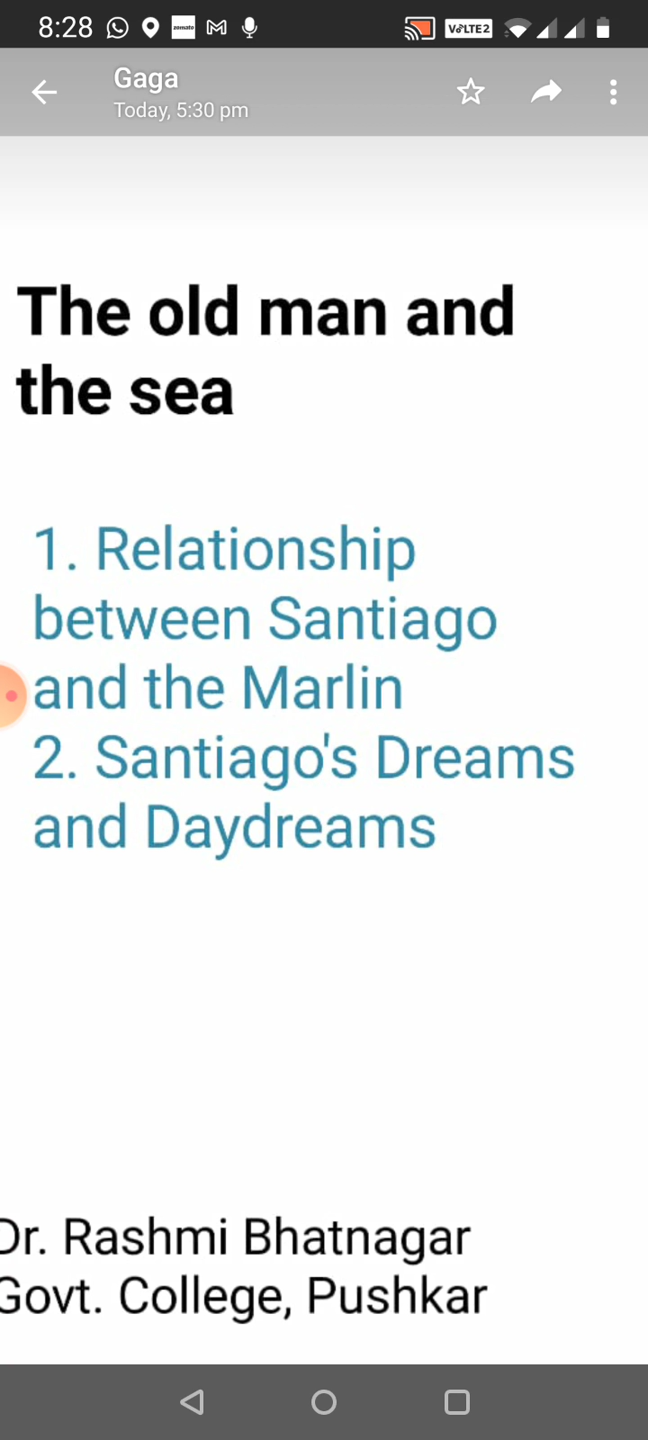 8:28 zomato VoLTE2
Gaga
Today, 5:30 pm
The old man and
the sea
1. Relationship
between Santiago
and the Marlin
2. Santiago's Dreams
and Daydreams
Dr. Rashmi Bhatnagar
Govt. College, Pushkar